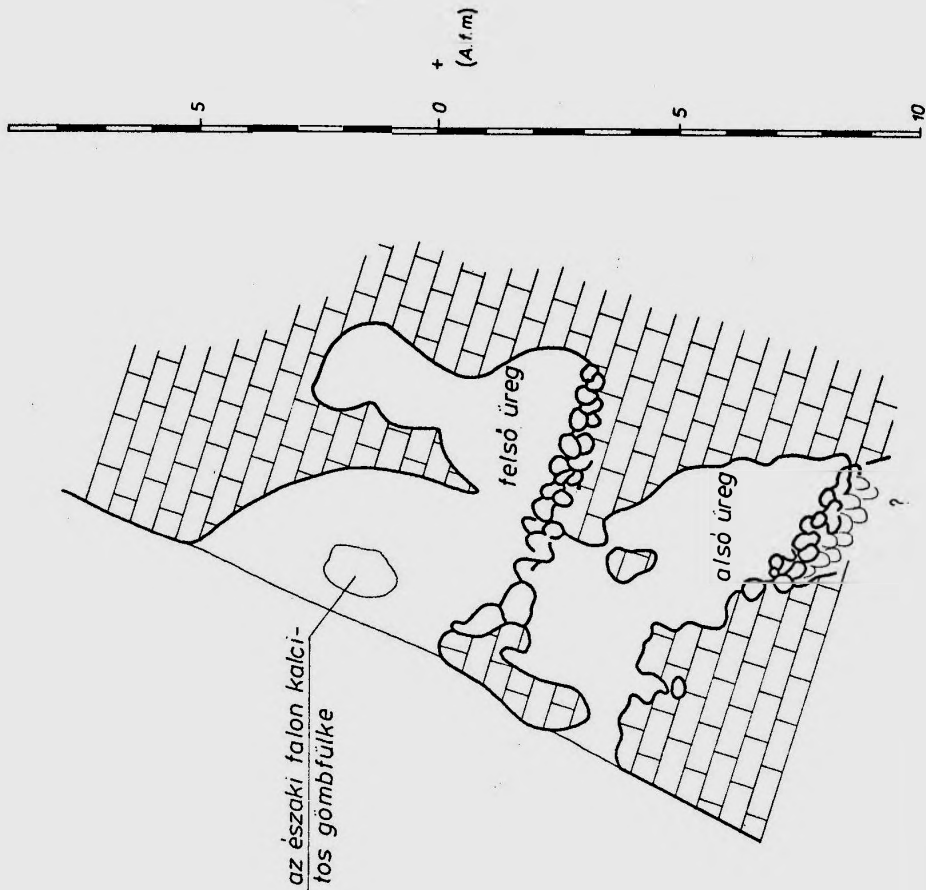 az északi falon kalci-
tos gömbfülke
felső üreg
alsó üreg
?
5
0
+
(A.f.m)
5
10